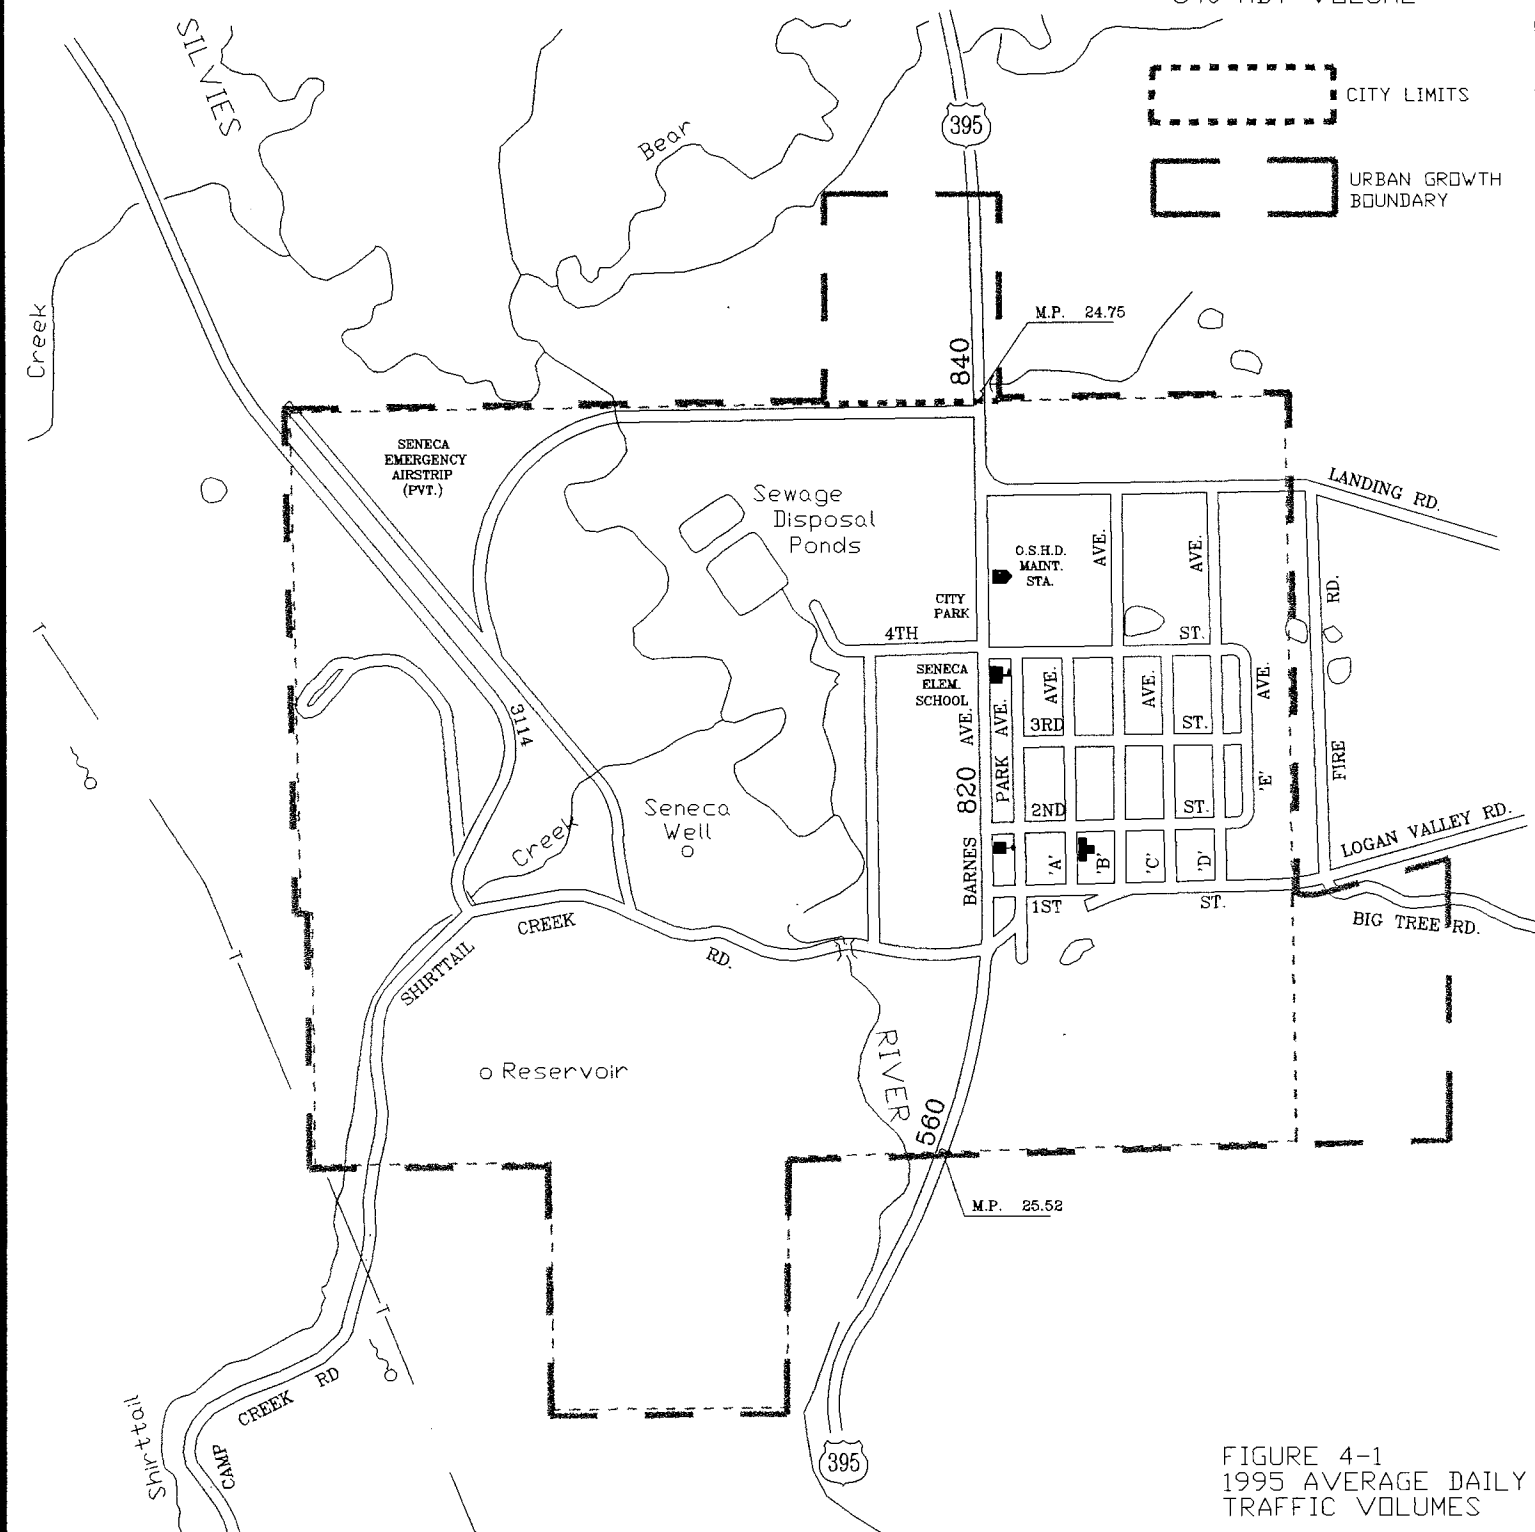 SILVIES
395
CITY LIMITS
Bear
URBAN GROWTH
BOUNDARY
Creek
M.P. 24.75
840
SENECA
EMERGENCY
AIRSTRIP
(PVT.)
LANDING RD.
Sewage
Disposal
Ponds
O.S.H.D.
MAINT.
STA.
AVE.
AVE.
RD.
CITY
PARK
4TH
ST.
SENECA
ELEM.
SCHOOL
AVE.
AVE.
AVE.
AVE.
AVE.
3RD
ST.
3114
820
PARK
'E'
FIRE
2ND
ST.
Seneca
Well
Creek
LOGAN VALLEY RD.
BARNES
'A'
'B'
'C'
'D'
1ST
ST.
BIG TREE RD.
CREEK
RD.
SHIRTTAIL
T
T
T
Reservoir
RIVER
560
M.P. 25.52
CREEK RD
CAMP
Shirttail
395
FIGURE 4-1
1995 AVERAGE DAILY
TRAFFIC VOLUMES